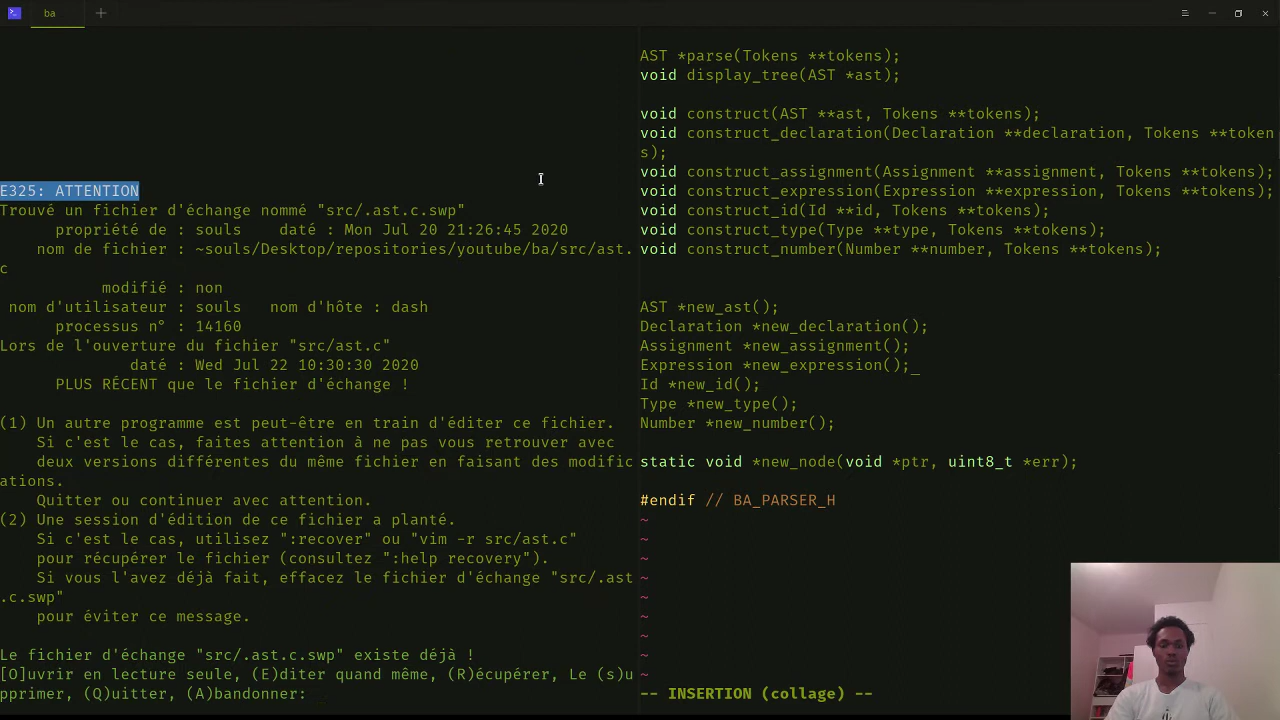 ba
E325: ATTENTION
Trouvé un fichier d'échange nommé "src/.ast.c.swp"
propriété de : souls    daté : Mon Jul 20 21:26:45 2020
nom de fichier : ~souls/Desktop/repositories/youtube/ba/src/ast.
c
modifié : non
nom d'utilisateur : souls   nom d'hôte : dash
processus n° : 14160
Lors de l'ouverture du fichier "src/ast.c"
daté : Wed Jul 22 10:30:30 2020
PLUS RÉCENT que le fichier d'échange !
(1) Un autre programme est peut-être en train d'éditer ce fichier.
Si c'est le cas, faites attention à ne pas vous retrouver avec
deux versions différentes du même fichier en faisant des modific
ations.
Quitter ou continuer avec attention.
(2) Une session d'édition de ce fichier a planté.
Si c'est le cas, utilisez ":recover" ou "vim -r src/ast.c"
pour récupérer le fichier (consultez ":help recovery").
Si vous l'avez déjà fait, effacez le fichier d'échange "src/.ast
.c.swp"
pour éviter ce message.
Le fichier d'échange "src/.ast.c.swp" existe déjà !
[O]uvrir en lecture seule, (E)diter quand même, (R)écupérer, Le (s)u
pprimer, (Q)uitter, (A)bandonner:
AST *parse(Tokens **tokens);
void display_tree(AST *ast);
void construct(AST **ast, Tokens **tokens);
void construct_declaration(Declaration **declaration, Tokens **token
s);
void construct_assignment(Assignment **assignment, Tokens **tokens);
void construct_expression(Expression **expression, Tokens **tokens);
void construct_id(Id **id, Tokens **tokens);
void construct_type(Type **type, Tokens **tokens);
void construct_number(Number **number, Tokens **tokens);
AST *new_ast();
Declaration *new_declaration();
Assignment *new_assignment();
Expression *new_expression();_
Id *new_id();
Type *new_type();
Number *new_number();
static void *new_node(void *ptr, uint8_t *err);
#endif // BA_PARSER_H
~
~
~
~
~
~
~
~
~
-- INSERTION (collage) --